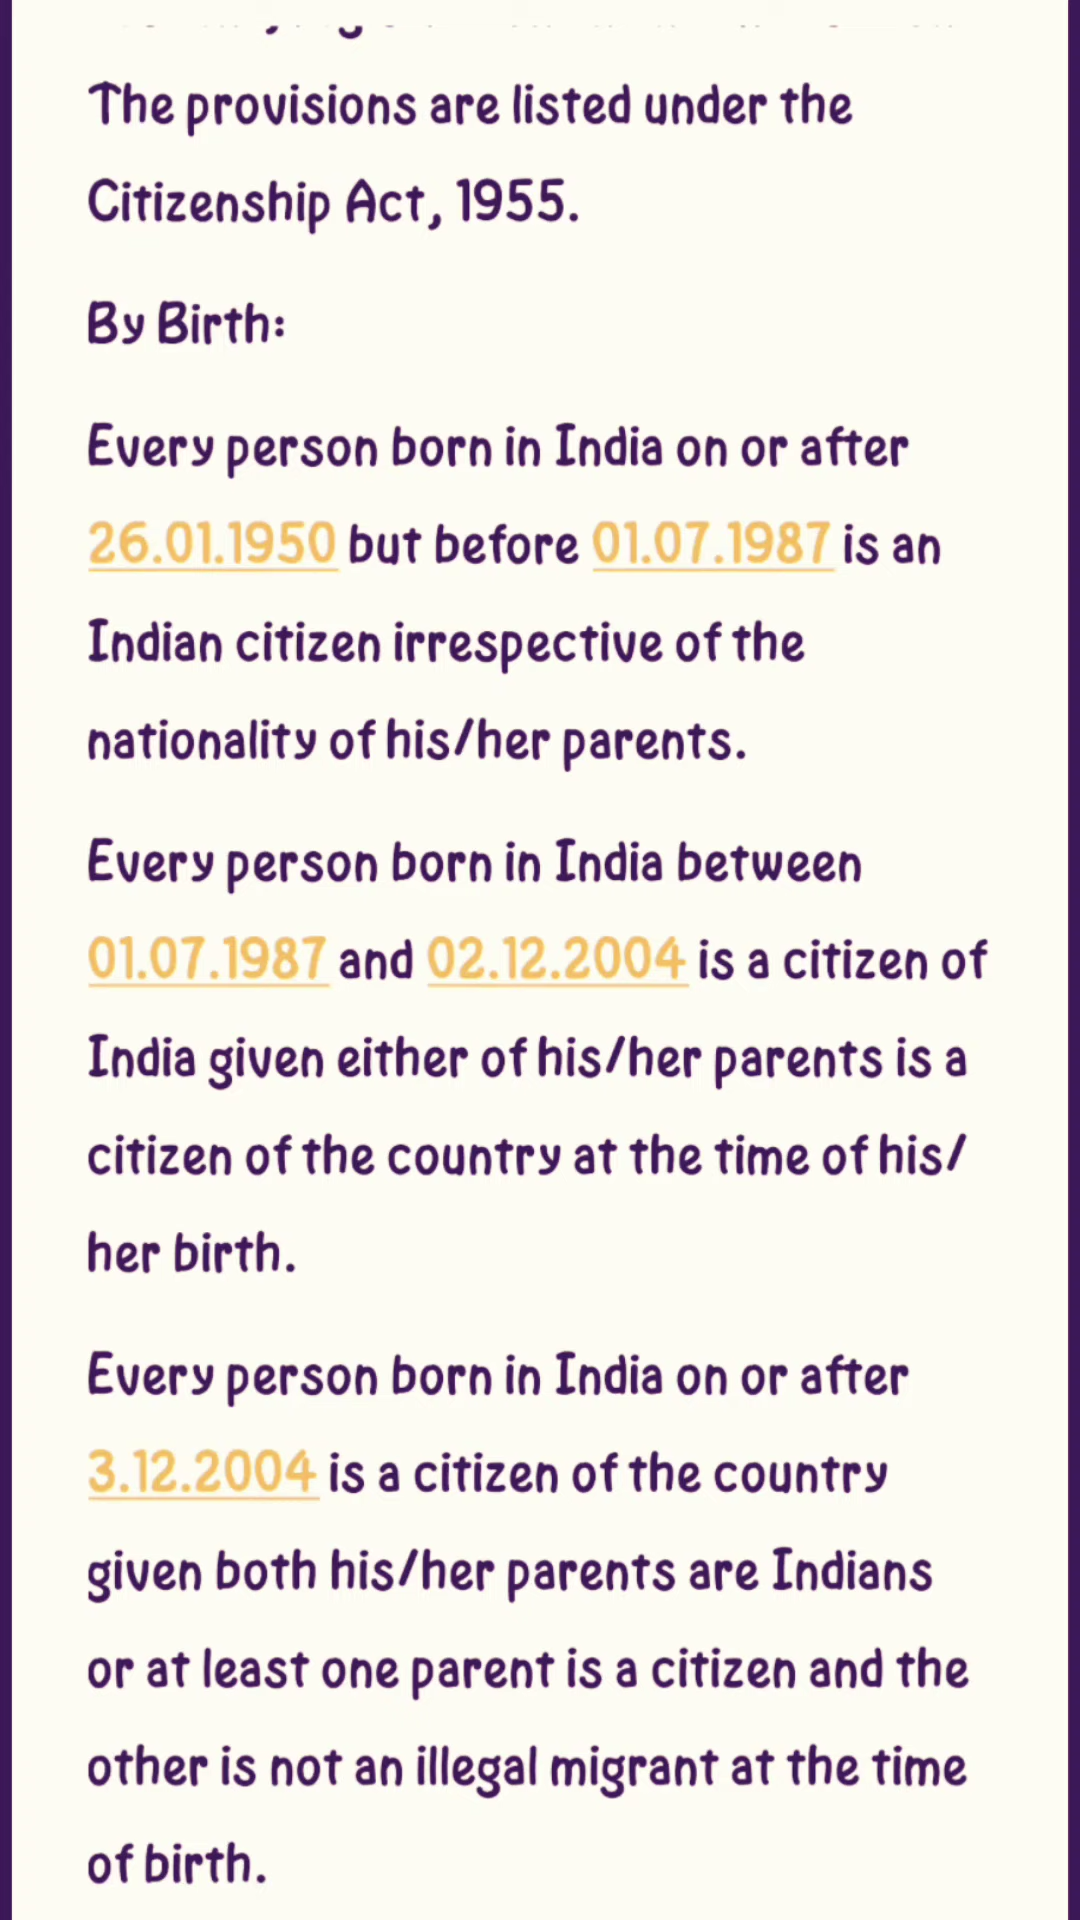 The provisions are listed under the
Citizenship Act, 1955.
By Birth:
Every person born in India on or after
26.01.1950 but before 01.07.1987 is an
Indian citizen irrespective of the
nationality of his/her parents.
Every person born in India between
01.07.1987 and 02.12.2004 is a citizen of
India given either of his/her parents is a
citizen of the country at the time of his/
her birth.
Every person born in India on or after
3.12.2004 is a citizen of the country
given both his/her parents are Indians
or at least one parent is a citizen and the
other is not an illegal migrant at the time
of birth.